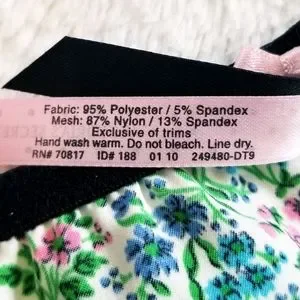 Fabric: 95% Polyester / 5% Spandex
Mesh: 87% Nylon / 13% Spandex
Exclusive of trims
Hand wash warm. Do not bleach. Line dry.
RN# 70817 ID# 188 01 10 249480-DT9